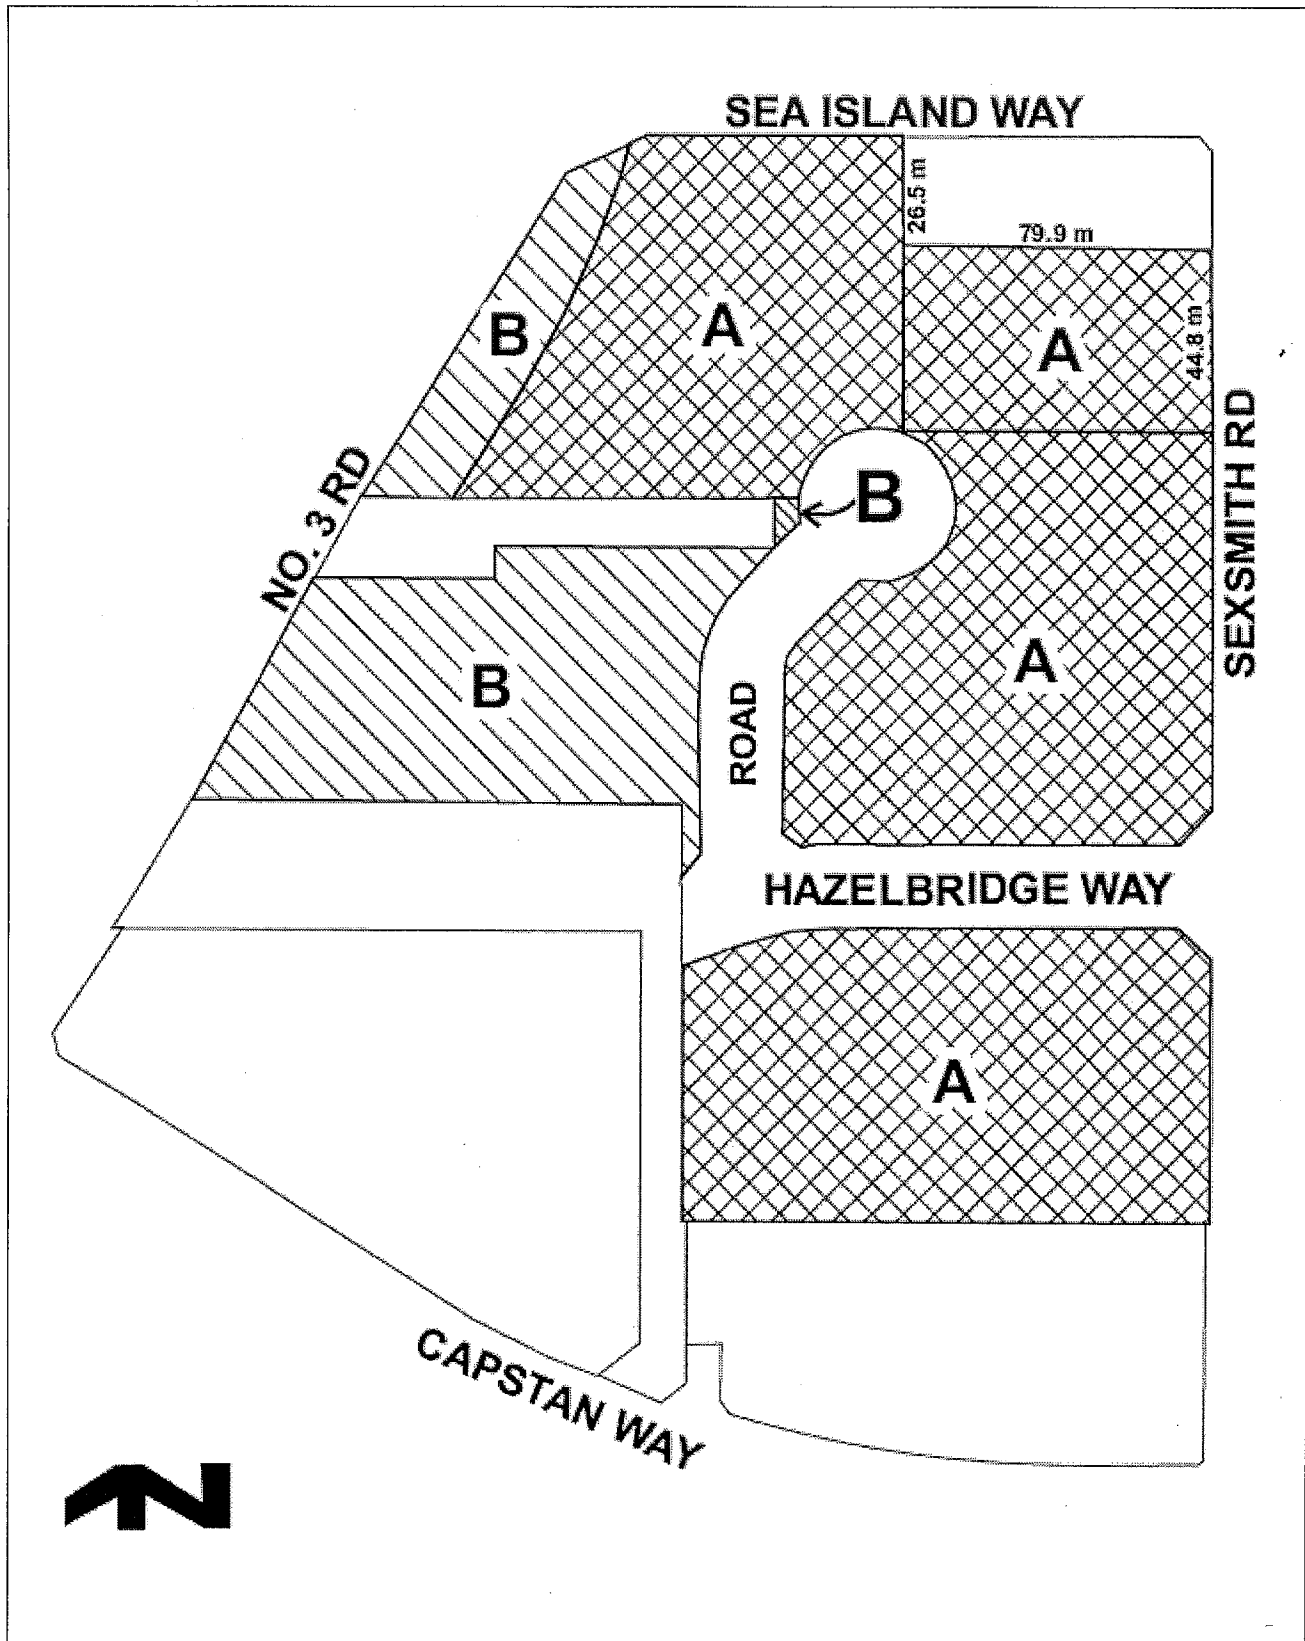 SEA ISLAND WAY
26.5 m
79.9 m
B
A
A
44.8 m
NO. 3 RD
B
SEXSMITH RD
B
A
ROAD
HAZELBRIDGE WAY
A
CAPSTAN WAY
N